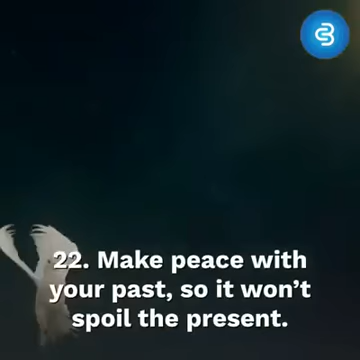 22. Make peace with
your past, so it won’t
spoil the present.